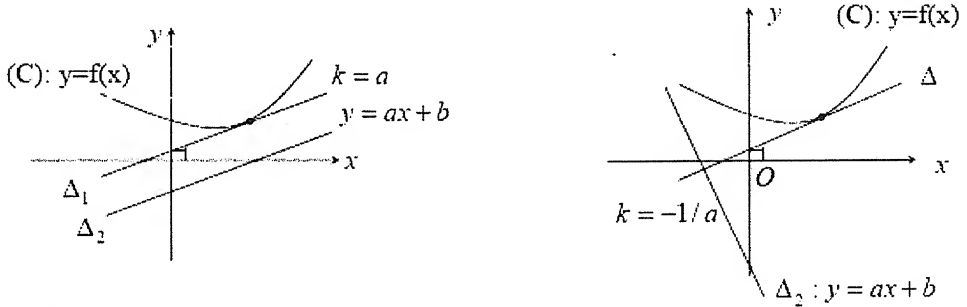 y
(C): y=f(x)
k = a
y = ax + b
x
Δ₁
Δ₂
y
(C): y=f(x)
Δ
O
x
k = −1/ a
Δ₂ : y = ax + b